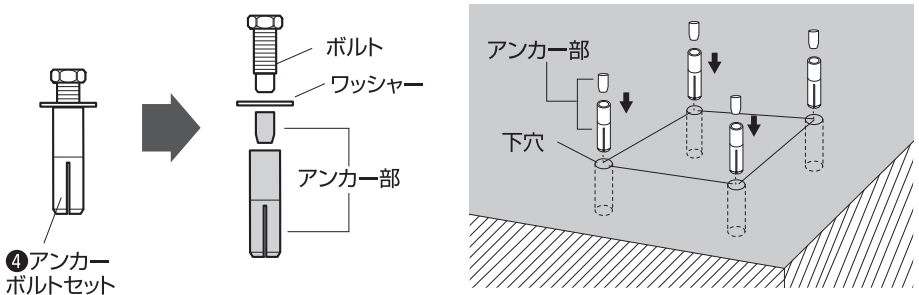 ボルト
ワッシャー
アンカー部
❹アンカー
ボルトセット
アンカー部
下穴